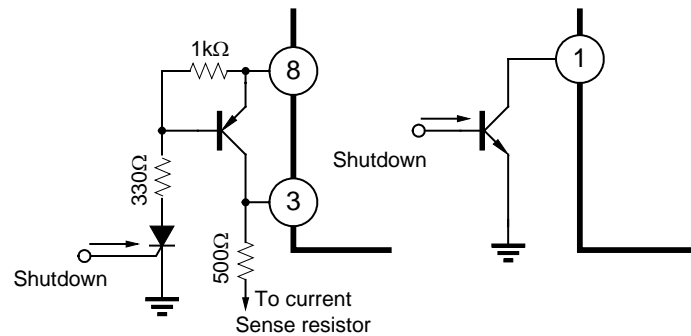 1kΩ
8
1
Shutdown
330Ω
3
500Ω
Shutdown
To current
Sense resistor